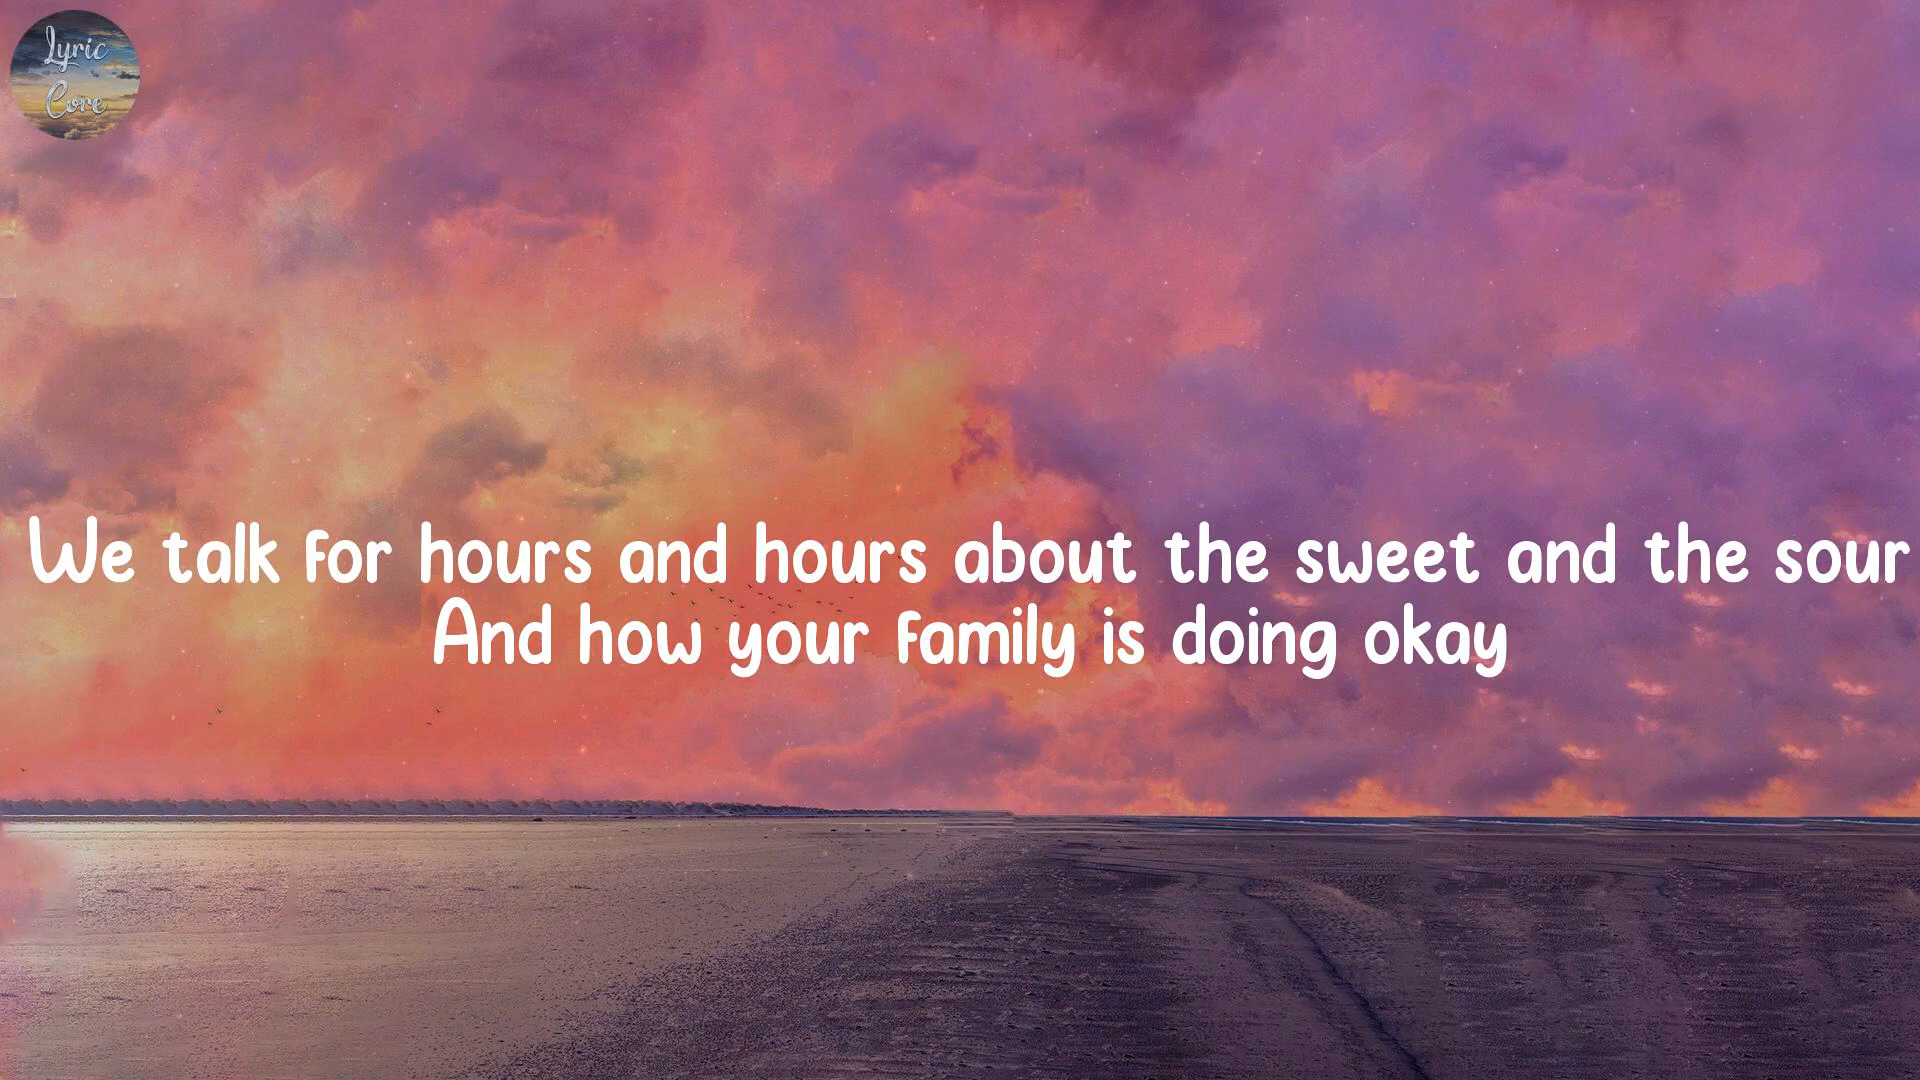 Lyric
Core
We talk for hours and hours about the sweet and the sour
And how your family is doing okay